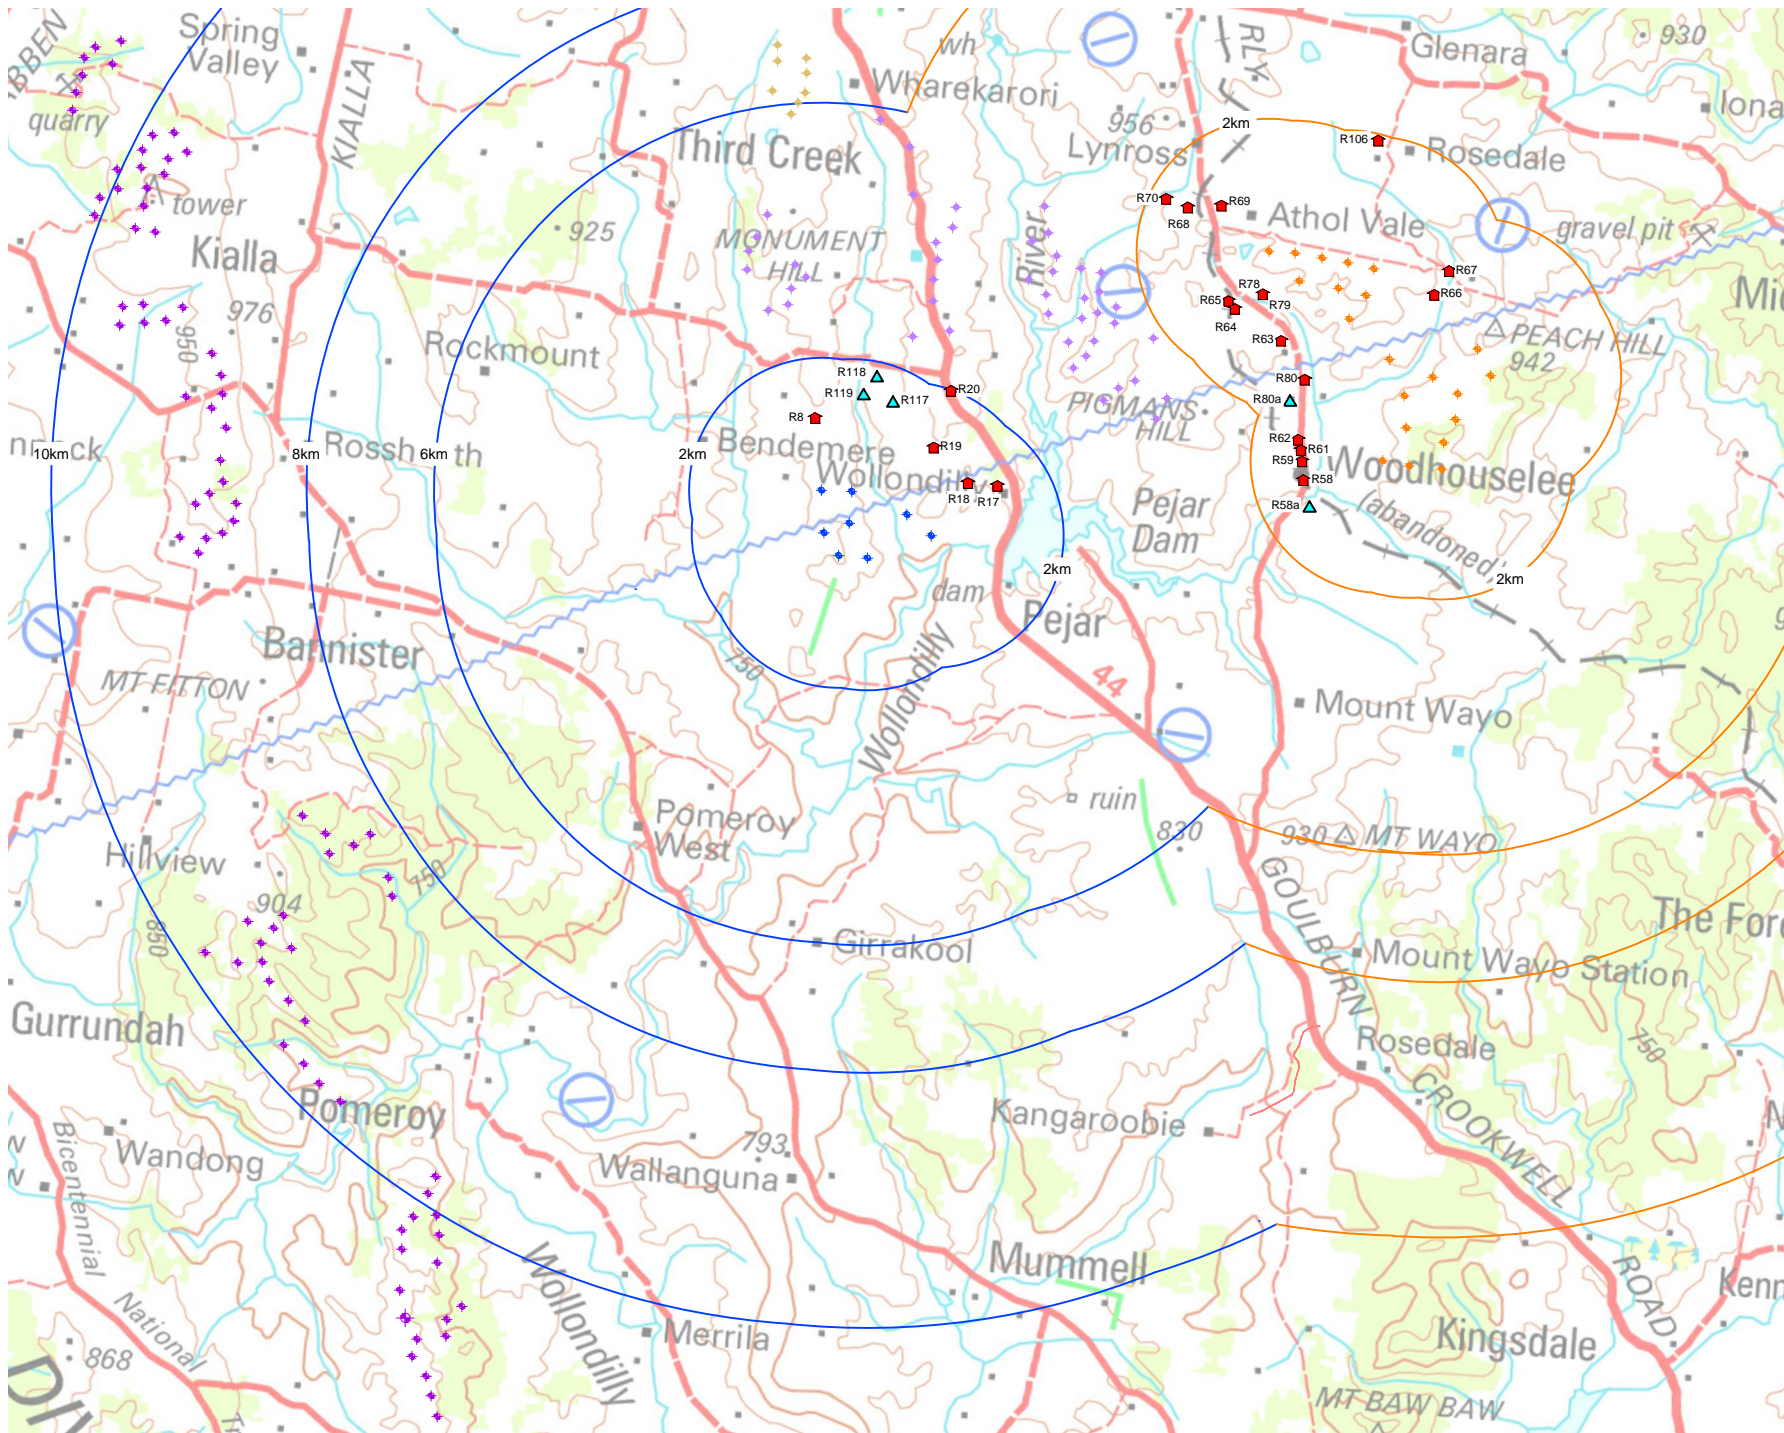 Spring
Valley
KIALLA
wh
Wharekarori
RLY
Glenara
930
Iona
quarry
Third Creek
956
Lynross
2km
R106
Rosedale
tower
Kialla
925
MONUMENT
HILL
River
R70
R68
R69
Athol Vale
gravel pit
976
950
Rockmount
R67
R66
R78
R79
R65
R64
R63
PEACH HILL
942
R118
R119
R117
R20
R8
R19
R80
R80a
PIGMANS
HILL
10km
8km
6km
2km
Bendemere
R18
R17
R62
R61
R59
R58
R58a
Woodhouselee
(abandoned)
Pejar
Dam
2km
2km
dam
Pejar
Bannister
MT FITTON
750
Wollondilly
44
Mount Wayo
Pomeroy
West
ruin
830
930
MT WAYO
Hillview
750
904
850
Girrakool
GOULBURN
Mount Wayo Station
Gurrundah
Rosedale
750
Pomeroy
Kangaroobie
CROOKWELL
Wandong
793
Wallanguna
Bicentennial
Mummell
ROAD
Wollondilly
National
868
Merrila
Kingsdale
MT BAW BAW